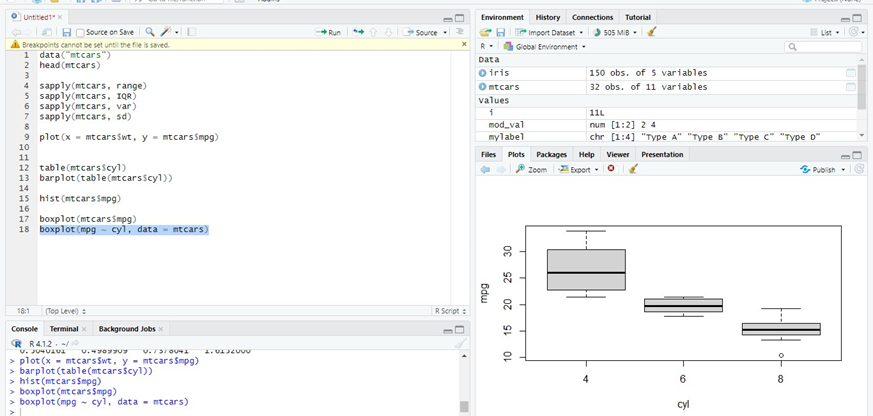 Untitled1*
Source on Save
Run
Source
Breakpoints cannot be set until the file is saved.
1 data("mtcars")
2 head(mtcars)
3
4 sapply(mtcars, range)
5 sapply(mtcars, IQR)
6 sapply(mtcars, var)
7 sapply(mtcars, sd)
8
9 plot(x = mtcars$wt, y = mtcars$mpg)
10
11
12 table(mtcars$cyl)
13 barplot(table(mtcars$cyl))
14
15 hist(mtcars$mpg)
16
17 boxplot(mtcars$mpg)
18 boxplot(mpg ~ cyl, data = mtcars)
18:1 (Top Level) R Script
Console Terminal Background Jobs
R 4.1.2 · ~/
> plot(x = mtcars$wt, y = mtcars$mpg)
> barplot(table(mtcars$cyl))
> hist(mtcars$mpg)
> boxplot(mtcars$mpg)
> boxplot(mpg ~ cyl, data = mtcars)
>
Environment History Connections Tutorial
Import Dataset 505 MiB List
R Global Environment
Data
iris 150 obs. of 5 variables
mtcars 32 obs. of 11 variables
Values
i 11L
mod_val num [1:2] 2 4
mylabel chr [1:4] "Type A" "Type B" "Type C" "Type D"
Files Plots Packages Help Viewer Presentation
Zoom Export Publish
mpg
30
25
20
15
10
4 6 8
cyl